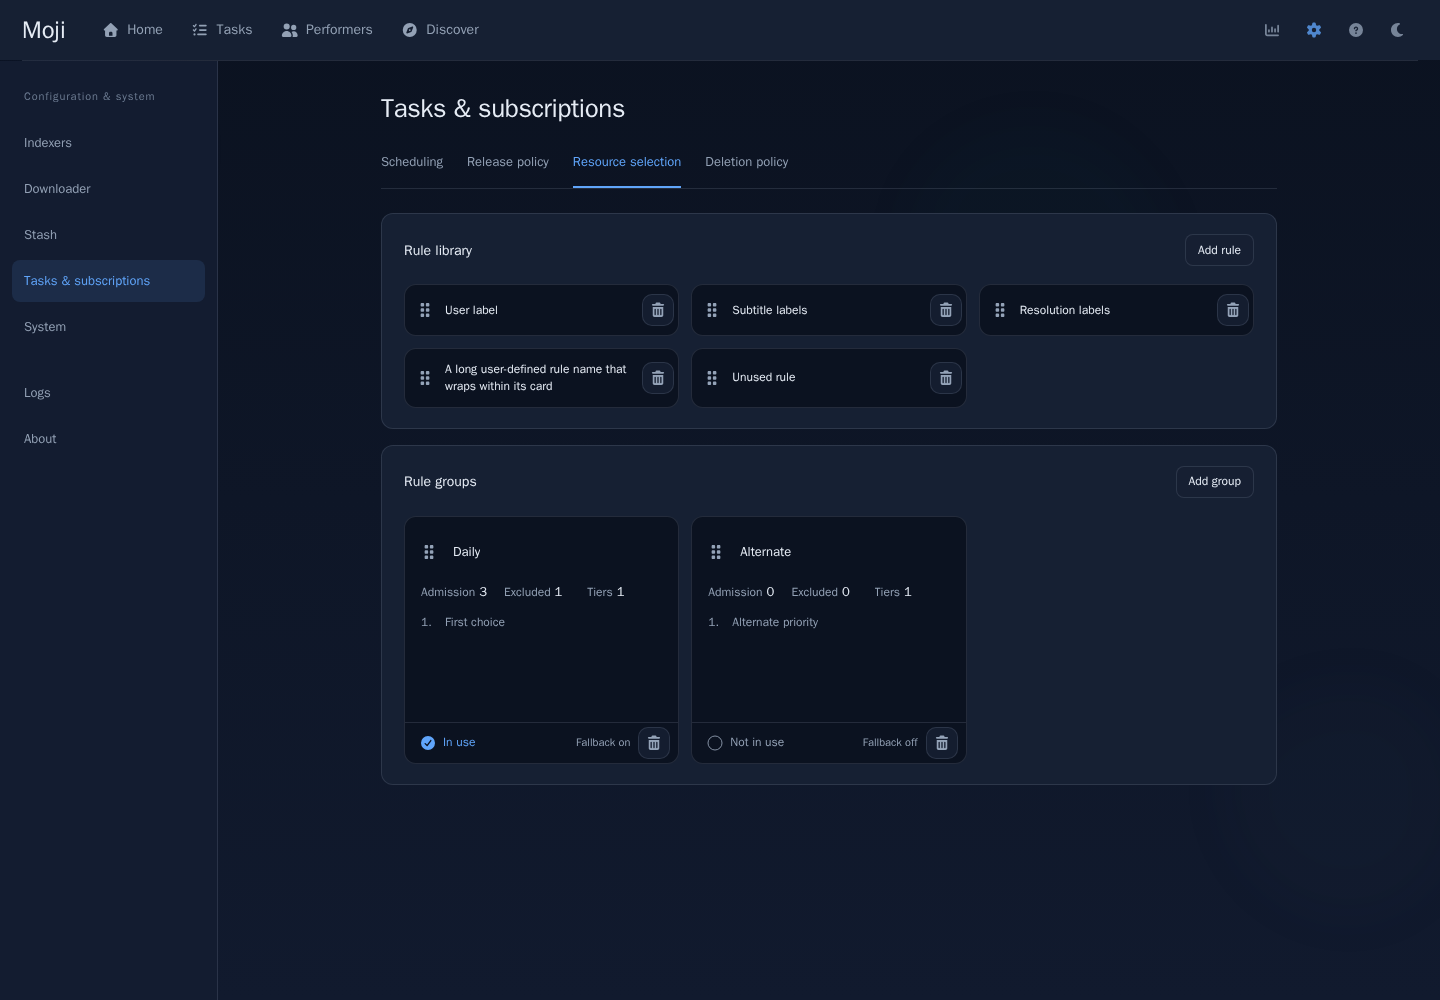 Moji
Home
Tasks
Performers
Discover
Configuration & system
Indexers
Downloader
Stash
Tasks & subscriptions
System
Logs
About
Tasks & subscriptions
Scheduling
Release policy
Resource selection
Deletion policy
Rule library
Add rule
User label
Subtitle labels
Resolution labels
A long user-defined rule name that
wraps within its card
Unused rule
Rule groups
Add group
Daily
Admission 3
Excluded 1
Tiers 1
1. First choice
In use
Fallback on
Alternate
Admission 0
Excluded 0
Tiers 1
1. Alternate priority
Not in use
Fallback off